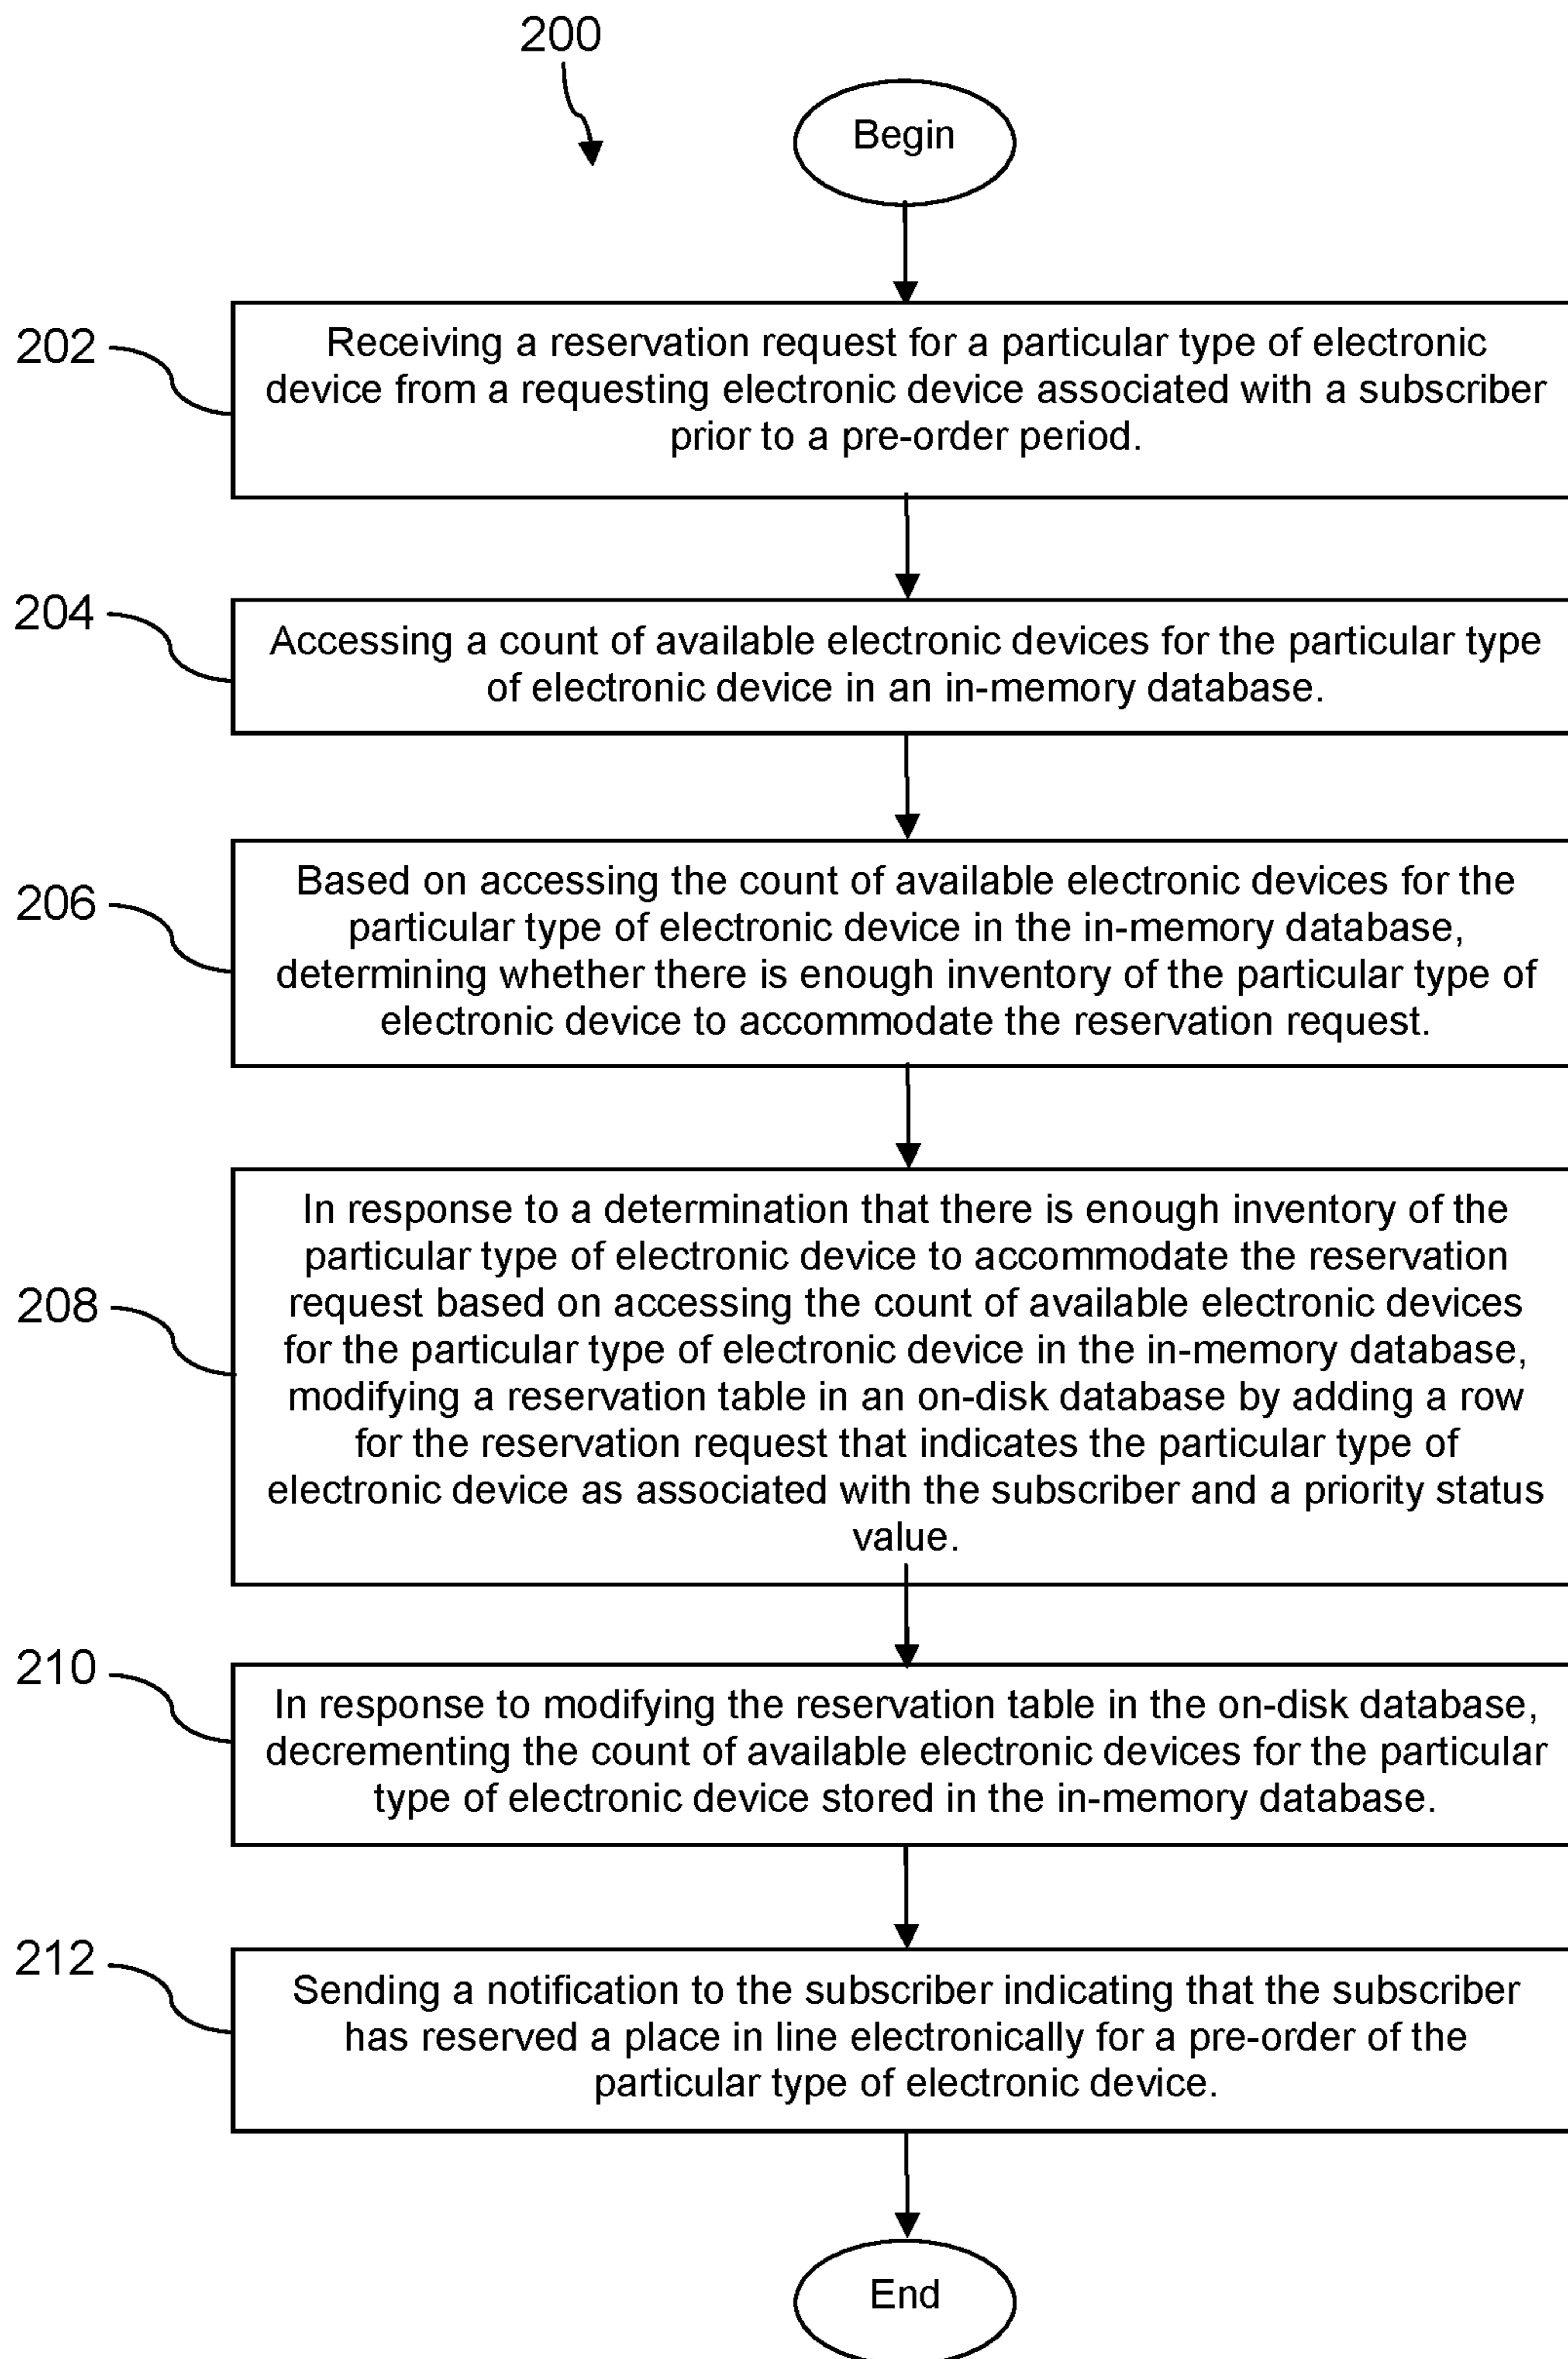 200
Begin
202
Receiving a reservation request for a particular type of electronic
device from a requesting electronic device associated with a subscriber
prior to a pre-order period.
204
Accessing a count of available electronic devices for the particular type
of electronic device in an in-memory database.
206
Based on accessing the count of available electronic devices for the
particular type of electronic device in the in-memory database,
determining whether there is enough inventory of the particular type of
electronic device to accommodate the reservation request.
208
In response to a determination that there is enough inventory of the
particular type of electronic device to accommodate the reservation
request based on accessing the count of available electronic devices
for the particular type of electronic device in the in-memory database,
modifying a reservation table in an on-disk database by adding a row
for the reservation request that indicates the particular type of
electronic device as associated with the subscriber and a priority status
value.
210
In response to modifying the reservation table in the on-disk database,
decrementing the count of available electronic devices for the particular
type of electronic device stored in the in-memory database.
212
Sending a notification to the subscriber indicating that the subscriber
has reserved a place in line electronically for a pre-order of the
particular type of electronic device.
End